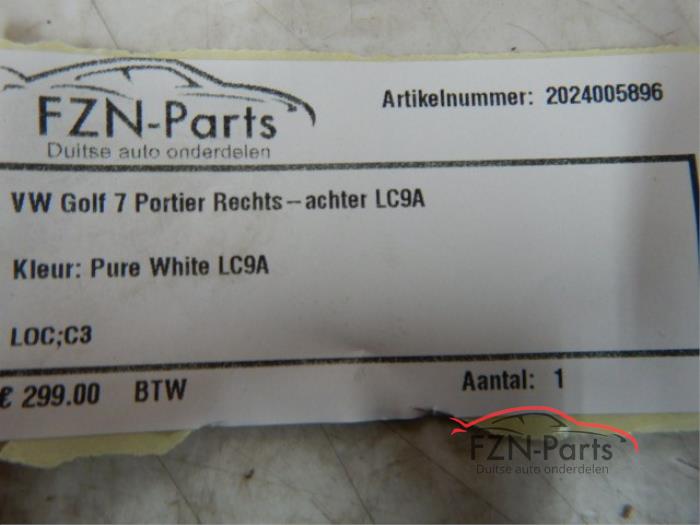 FZN-Parts
Duitse auto onderdelen
Artikelnummer: 2024005896
VW Golf 7 Portier Rechts-achter LC9A
Kleur: Pure White LC9A
LOC;C3
€ 299.00 BTW
Aantal: 1
FZN-Parts
Duitse auto onderdelen